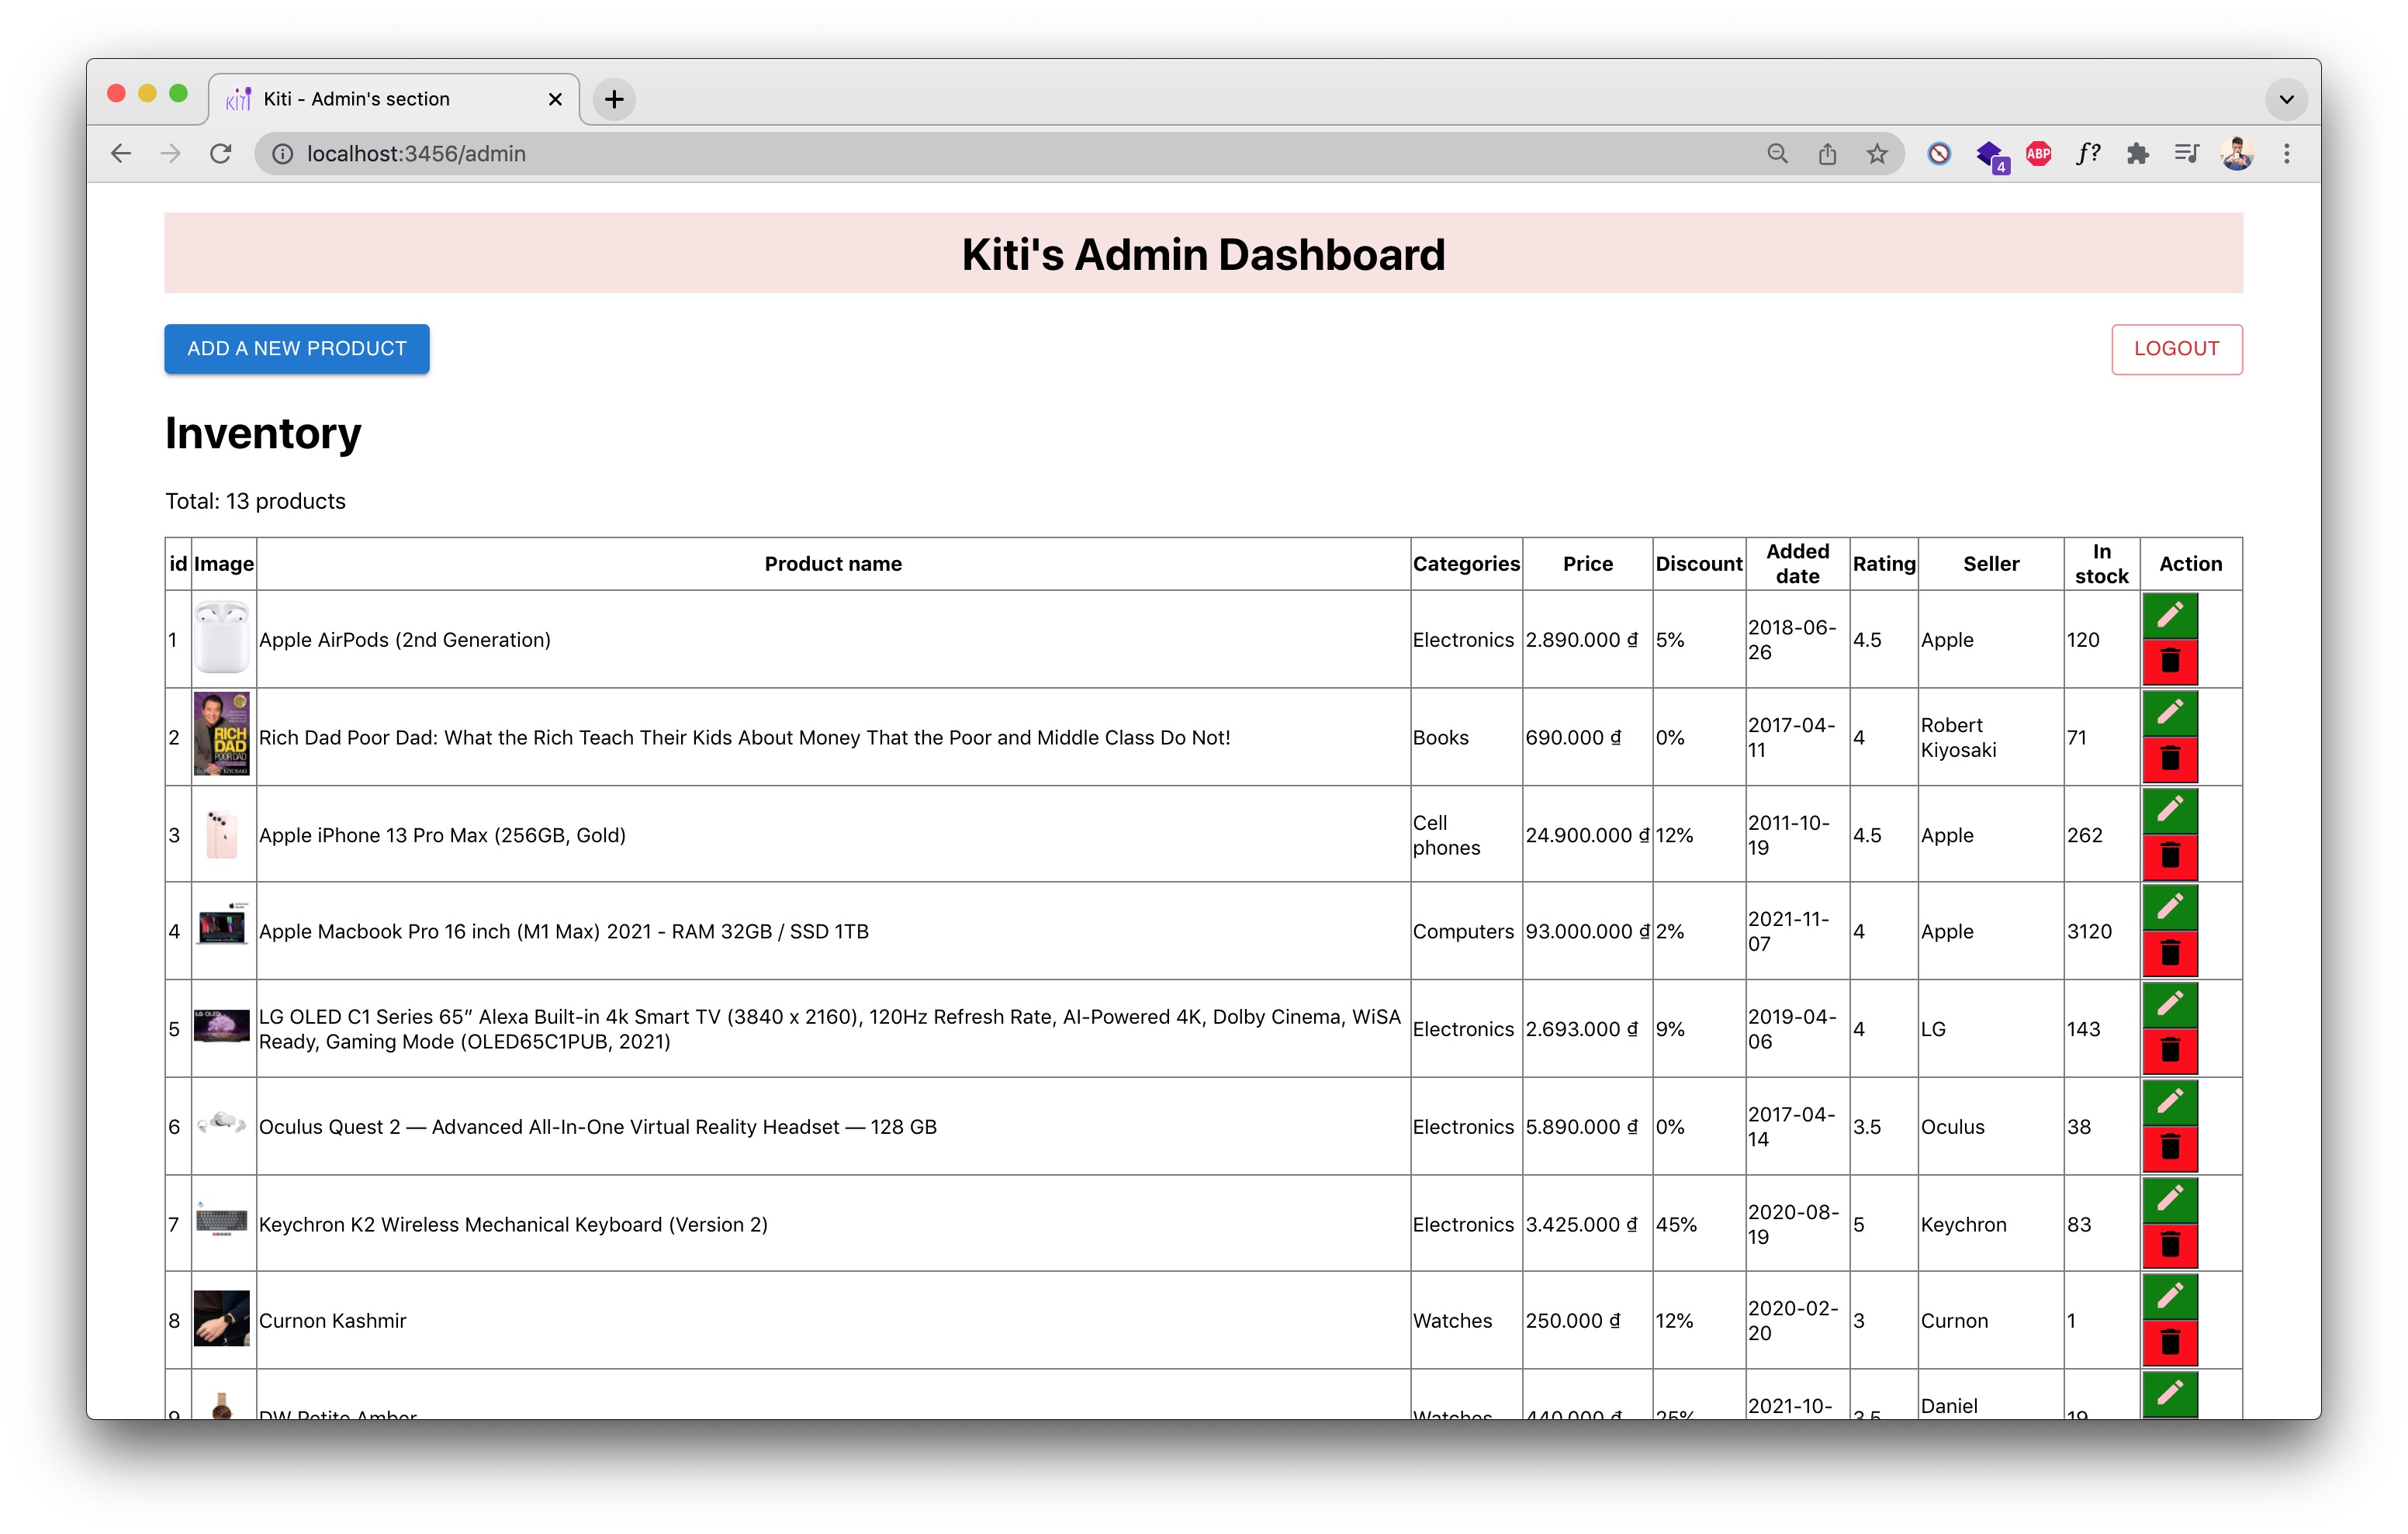 Kiti - Admin's section
localhost:3456/admin
4
ABP
f?
Kiti's Admin Dashboard
ADD A NEW PRODUCT
LOGOUT
Inventory
Total: 13 products
id Image Product name Categories Price Discount Added date Rating Seller In stock Action
1 Apple AirPods (2nd Generation) Electronics 2.890.000 ₫ 5% 2018-06-26 4.5 Apple 120
2 RICH DAD POOR DAD Rich Dad Poor Dad: What the Rich Teach Their Kids About Money That the Poor and Middle Class Do Not! Books 690.000 ₫ 0% 2017-04-11 4 Robert Kiyosaki 71
3 Apple iPhone 13 Pro Max (256GB, Gold) Cell phones 24.900.000 ₫ 12% 2011-10-19 4.5 Apple 262
4 Apple Macbook Pro 16 inch (M1 Max) 2021 - RAM 32GB / SSD 1TB Computers 93.000.000 ₫ 2% 2021-11-07 4 Apple 3120
5 LG OLED LG OLED C1 Series 65” Alexa Built-in 4k Smart TV (3840 x 2160), 120Hz Refresh Rate, AI-Powered 4K, Dolby Cinema, WiSA Ready, Gaming Mode (OLED65C1PUB, 2021) Electronics 2.693.000 ₫ 9% 2019-04-06 4 LG 143
6 Oculus Quest 2 — Advanced All-In-One Virtual Reality Headset — 128 GB Electronics 5.890.000 ₫ 0% 2017-04-14 3.5 Oculus 38
7 Keychron K2 Wireless Mechanical Keyboard (Version 2) Electronics 3.425.000 ₫ 45% 2020-08-19 5 Keychron 83
8 Curnon Kashmir Watches 250.000 ₫ 12% 2020-02-20 3 Curnon 1
9 DW Petite Amber Watches 440.000 ₫ 25% 2021-10- 3.5 Daniel 19